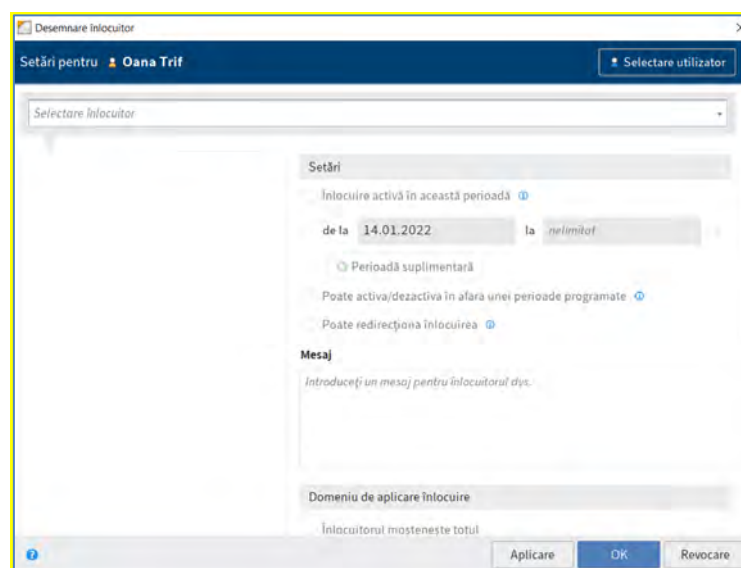 Desemnare înlocuitor
Setări pentru Oana Trif
Selectare utilizator
Selectare înlocuitor
Setări
Înlocuire activă în această perioadă
de la 14.01.2022 la nelimitat
Perioadă suplimentară
Poate activa/dezactiva în afara unei perioade programate
Poate redirecționa înlocuirea
Mesaj
Introduceți un mesaj pentru înlocuitorul dvs.
Domeniu de aplicare înlocuire
Înlocuitorul moștenește totul
Aplicare OK Revocare